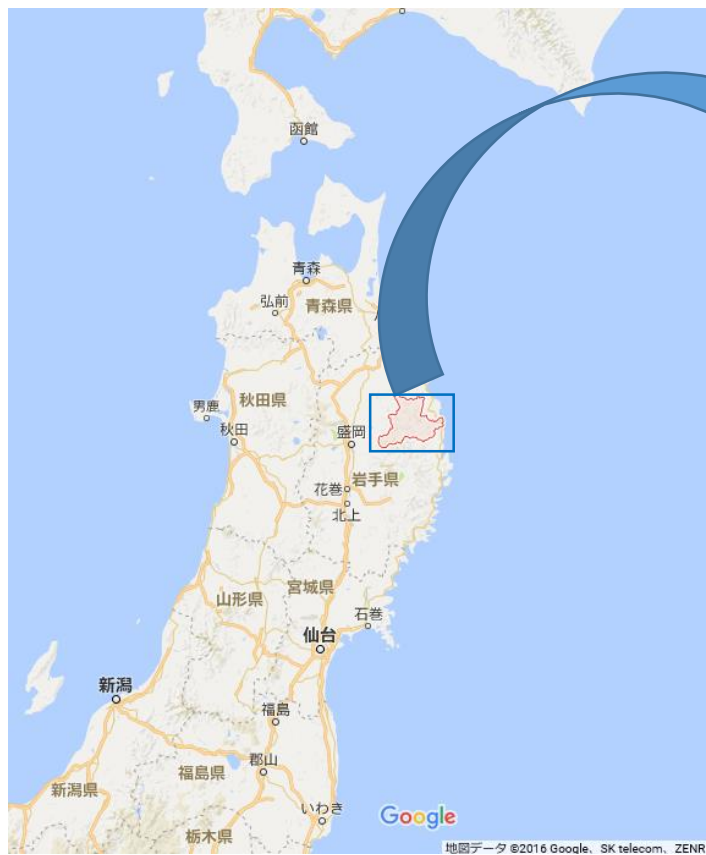 函館
青森
弘前
青森県
秋田県
男鹿
秋田
盛岡
岩手県
花巻
北上
宮城県
山形県
石巻
仙台
新潟
福島
郡山
福島県
新潟県
いわき
栃木県
Google
地図データ ©2016 Google、SK telecom、ZENR